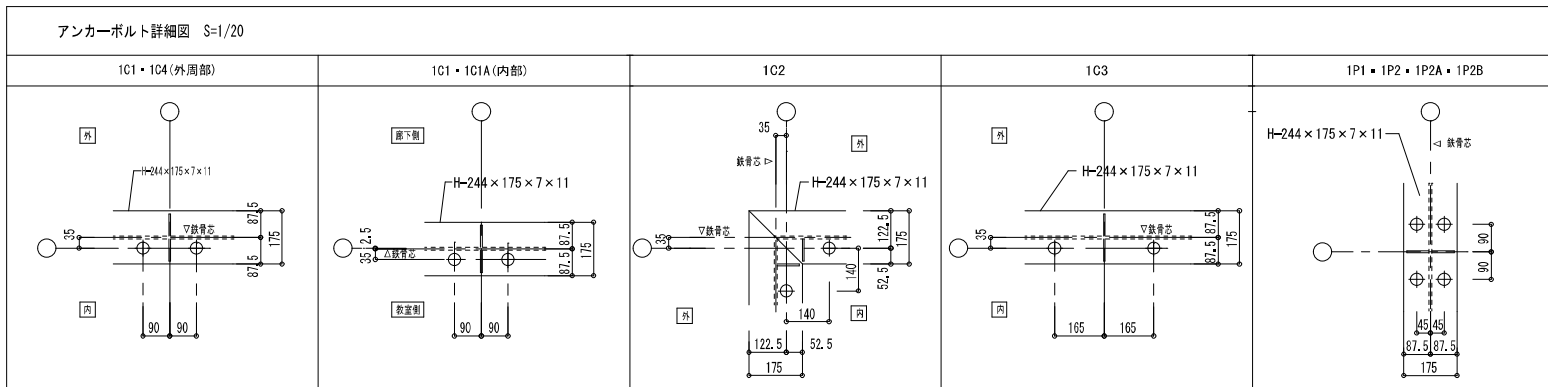 アンカーボルト詳細図 S=1/20
1C1・1C4(外周部)
1C1・1C1A(内部)
1C2
1C3
1P1・1P2・1P2A・1P2B
外
H-244×175×7×11
▽鉄骨芯
35
87.5
87.5
175
内
90
90
廊下側
H-244×175×7×11
△鉄骨芯
2.5
35
87.5
87.5
175
教室側
90
90
35
外
鉄骨芯 ▷
H-244×175×7×11
▽鉄骨芯
35
122.5
52.5
175
140
140
外
内
122.5
52.5
175
外
H-244×175×7×11
▽鉄骨芯
35
87.5
87.5
175
内
165
165
H-244×175×7×11
◁ 鉄骨芯
90
90
45
45
87.5
87.5
175